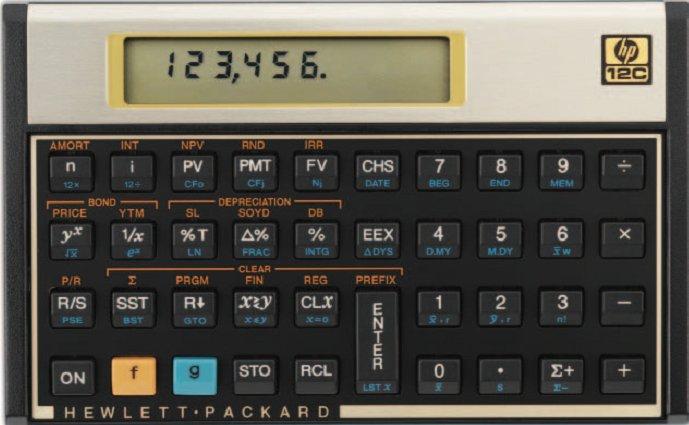 123,456.
hp
12C
AMORT INT NPV RND IRR
n i PV PMT FV CHS 7 8 9 ÷
12× 12÷ CFo CFj Nj DATE BEG END MEM
BOND DEPRECIATION
PRICE YTM SL SOYD DB
yˣ 1/x %T Δ% % EEX 4 5 6 ×
√x eˣ LN FRAC INTG ΔDYS D.MY M.DY x̄w
CLEAR
P/R Σ PRGM FIN REG PREFIX
R/S SST R↓ x≷y CLx ENTER 1 2 3 −
PSE BST GTO x≤y x=0 x̂,r ŷ,r n!
ON f g STO RCL 0 . Σ+ +
LST x x̄ s Σ−
HEWLETT·PACKARD